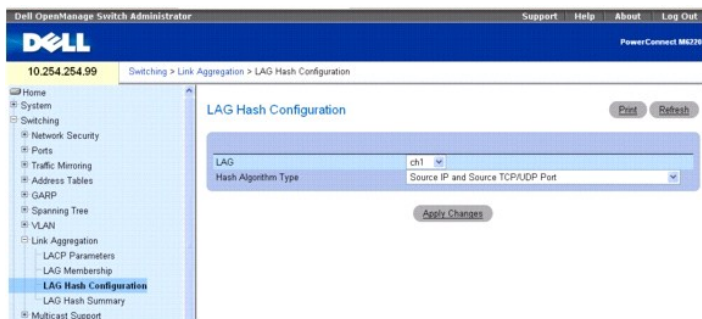 Dell OpenManage Switch Administrator
Support Help About Log Out
DELL
PowerConnect M6220
10.254.254.99
Switching > Link Aggregation > LAG Hash Configuration
Home
System
Switching
Network Security
Ports
Traffic Mirroring
Address Tables
GARP
Spanning Tree
VLAN
Link Aggregation
LACP Parameters
LAG Membership
LAG Hash Configuration
LAG Hash Summary
Multicast Support
LAG Hash Configuration
Print Refresh
LAG ch1
Hash Algorithm Type Source IP and Source TCP/UDP Port
Apply Changes